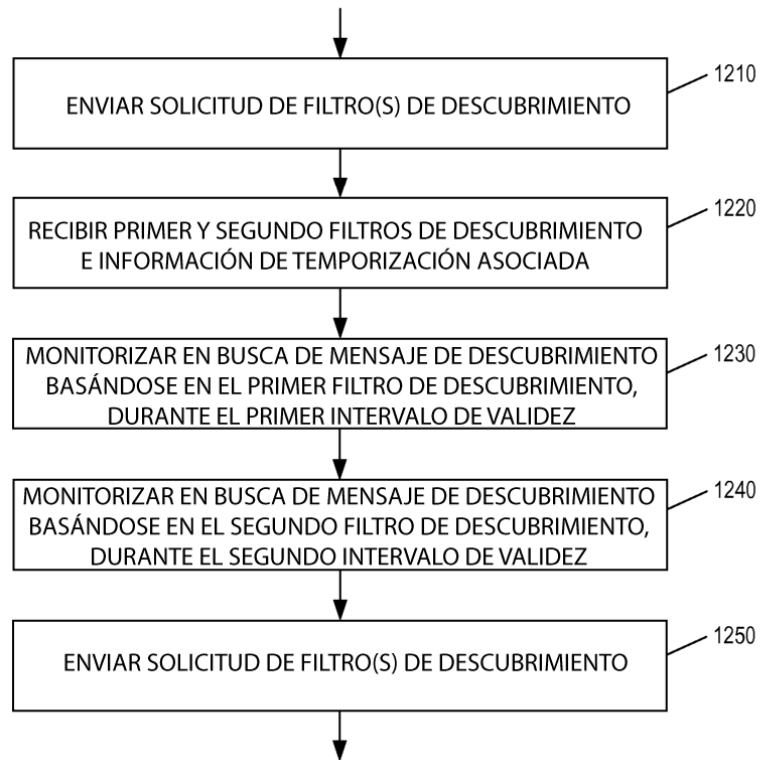 1210
ENVIAR SOLICITUD DE FILTRO(S) DE DESCUBRIMIENTO
1220
RECIBIR PRIMER Y SEGUNDO FILTROS DE DESCUBRIMIENTO
E INFORMACIÓN DE TEMPORIZACIÓN ASOCIADA
1230
MONITORIZAR EN BUSCA DE MENSAJE DE DESCUBRIMIENTO
BASÁNDOSE EN EL PRIMER FILTRO DE DESCUBRIMIENTO,
DURANTE EL PRIMER INTERVALO DE VALIDEZ
1240
MONITORIZAR EN BUSCA DE MENSAJE DE DESCUBRIMIENTO
BASÁNDOSE EN EL SEGUNDO FILTRO DE DESCUBRIMIENTO,
DURANTE EL SEGUNDO INTERVALO DE VALIDEZ
1250
ENVIAR SOLICITUD DE FILTRO(S) DE DESCUBRIMIENTO